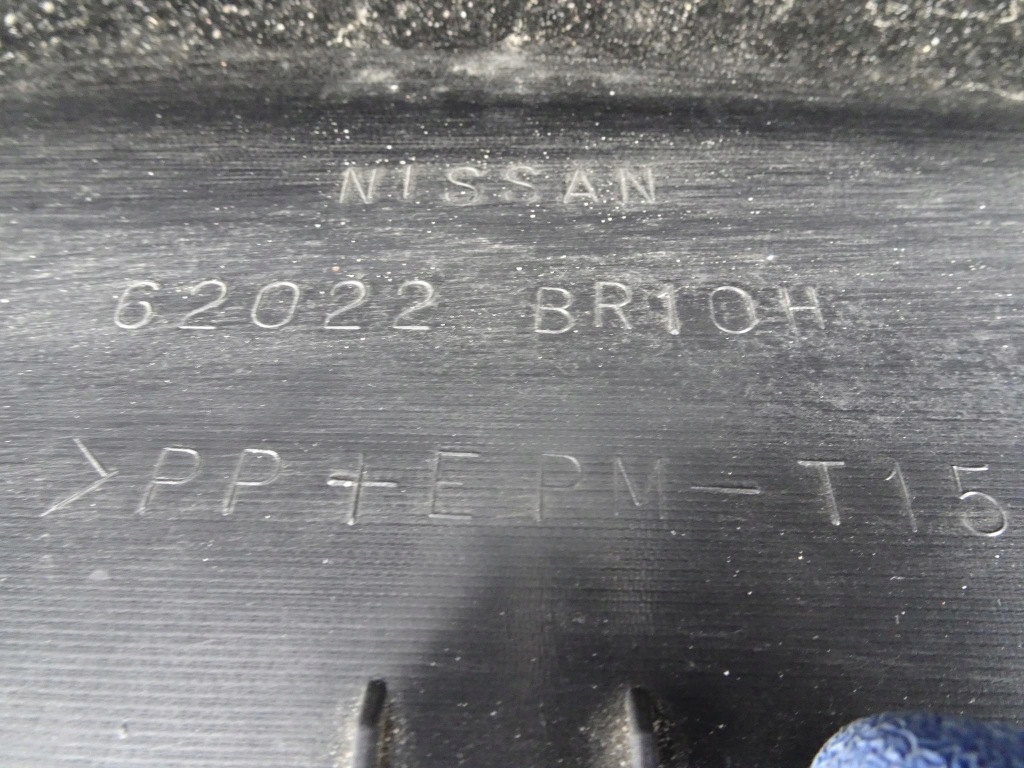 NISSAN
62022 BR10H
>PP+EPM-T15